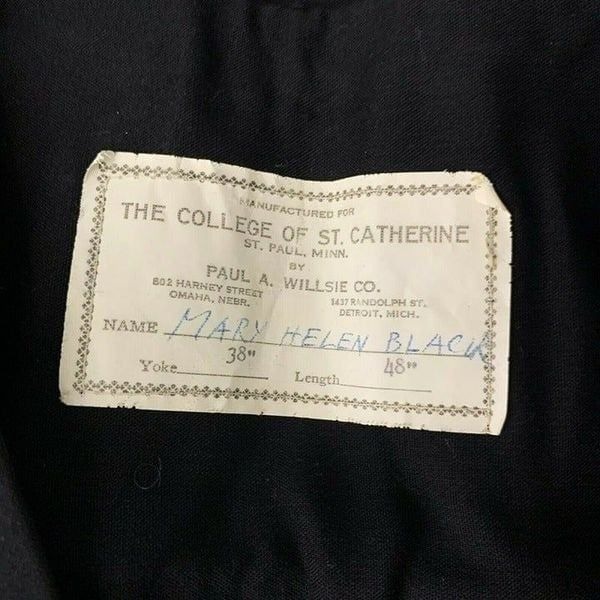 MANUFACTURED FOR
THE COLLEGE OF ST. CATHERINE
ST. PAUL, MINN.
BY
PAUL A. WILLSIE CO.
802 HARNEY STREET
OMAHA, NEBR.
1437 RANDOLPH ST.
DETROIT, MICH.
NAME MARY HELEN BLACK
Yoke 38" Length 48"